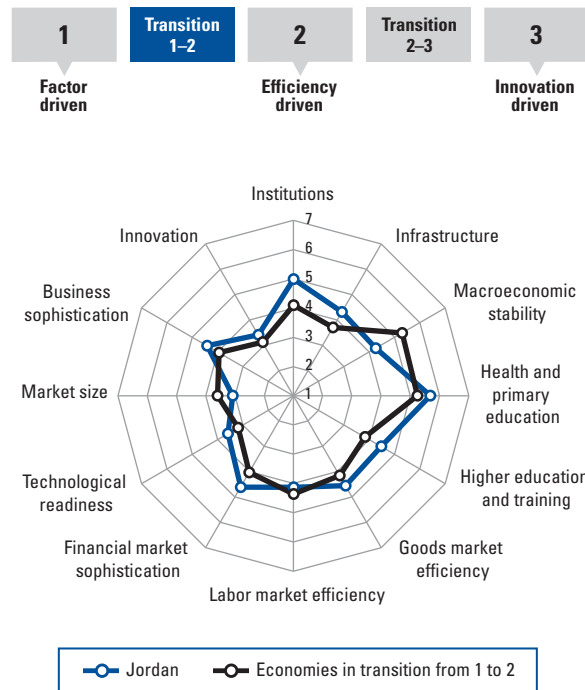 1
Transition
1–2
2
Transition
2–3
3
Factor
driven
Efficiency
driven
Innovation
driven
Institutions
7
6
5
4
3
2
1
Infrastructure
Macroeconomic
stability
Health and
primary
education
Higher education
and training
Goods market
efficiency
Labor market efficiency
Financial market
sophistication
Technological
readiness
Market size
Business
sophistication
Innovation
Jordan
Economies in transition from 1 to 2